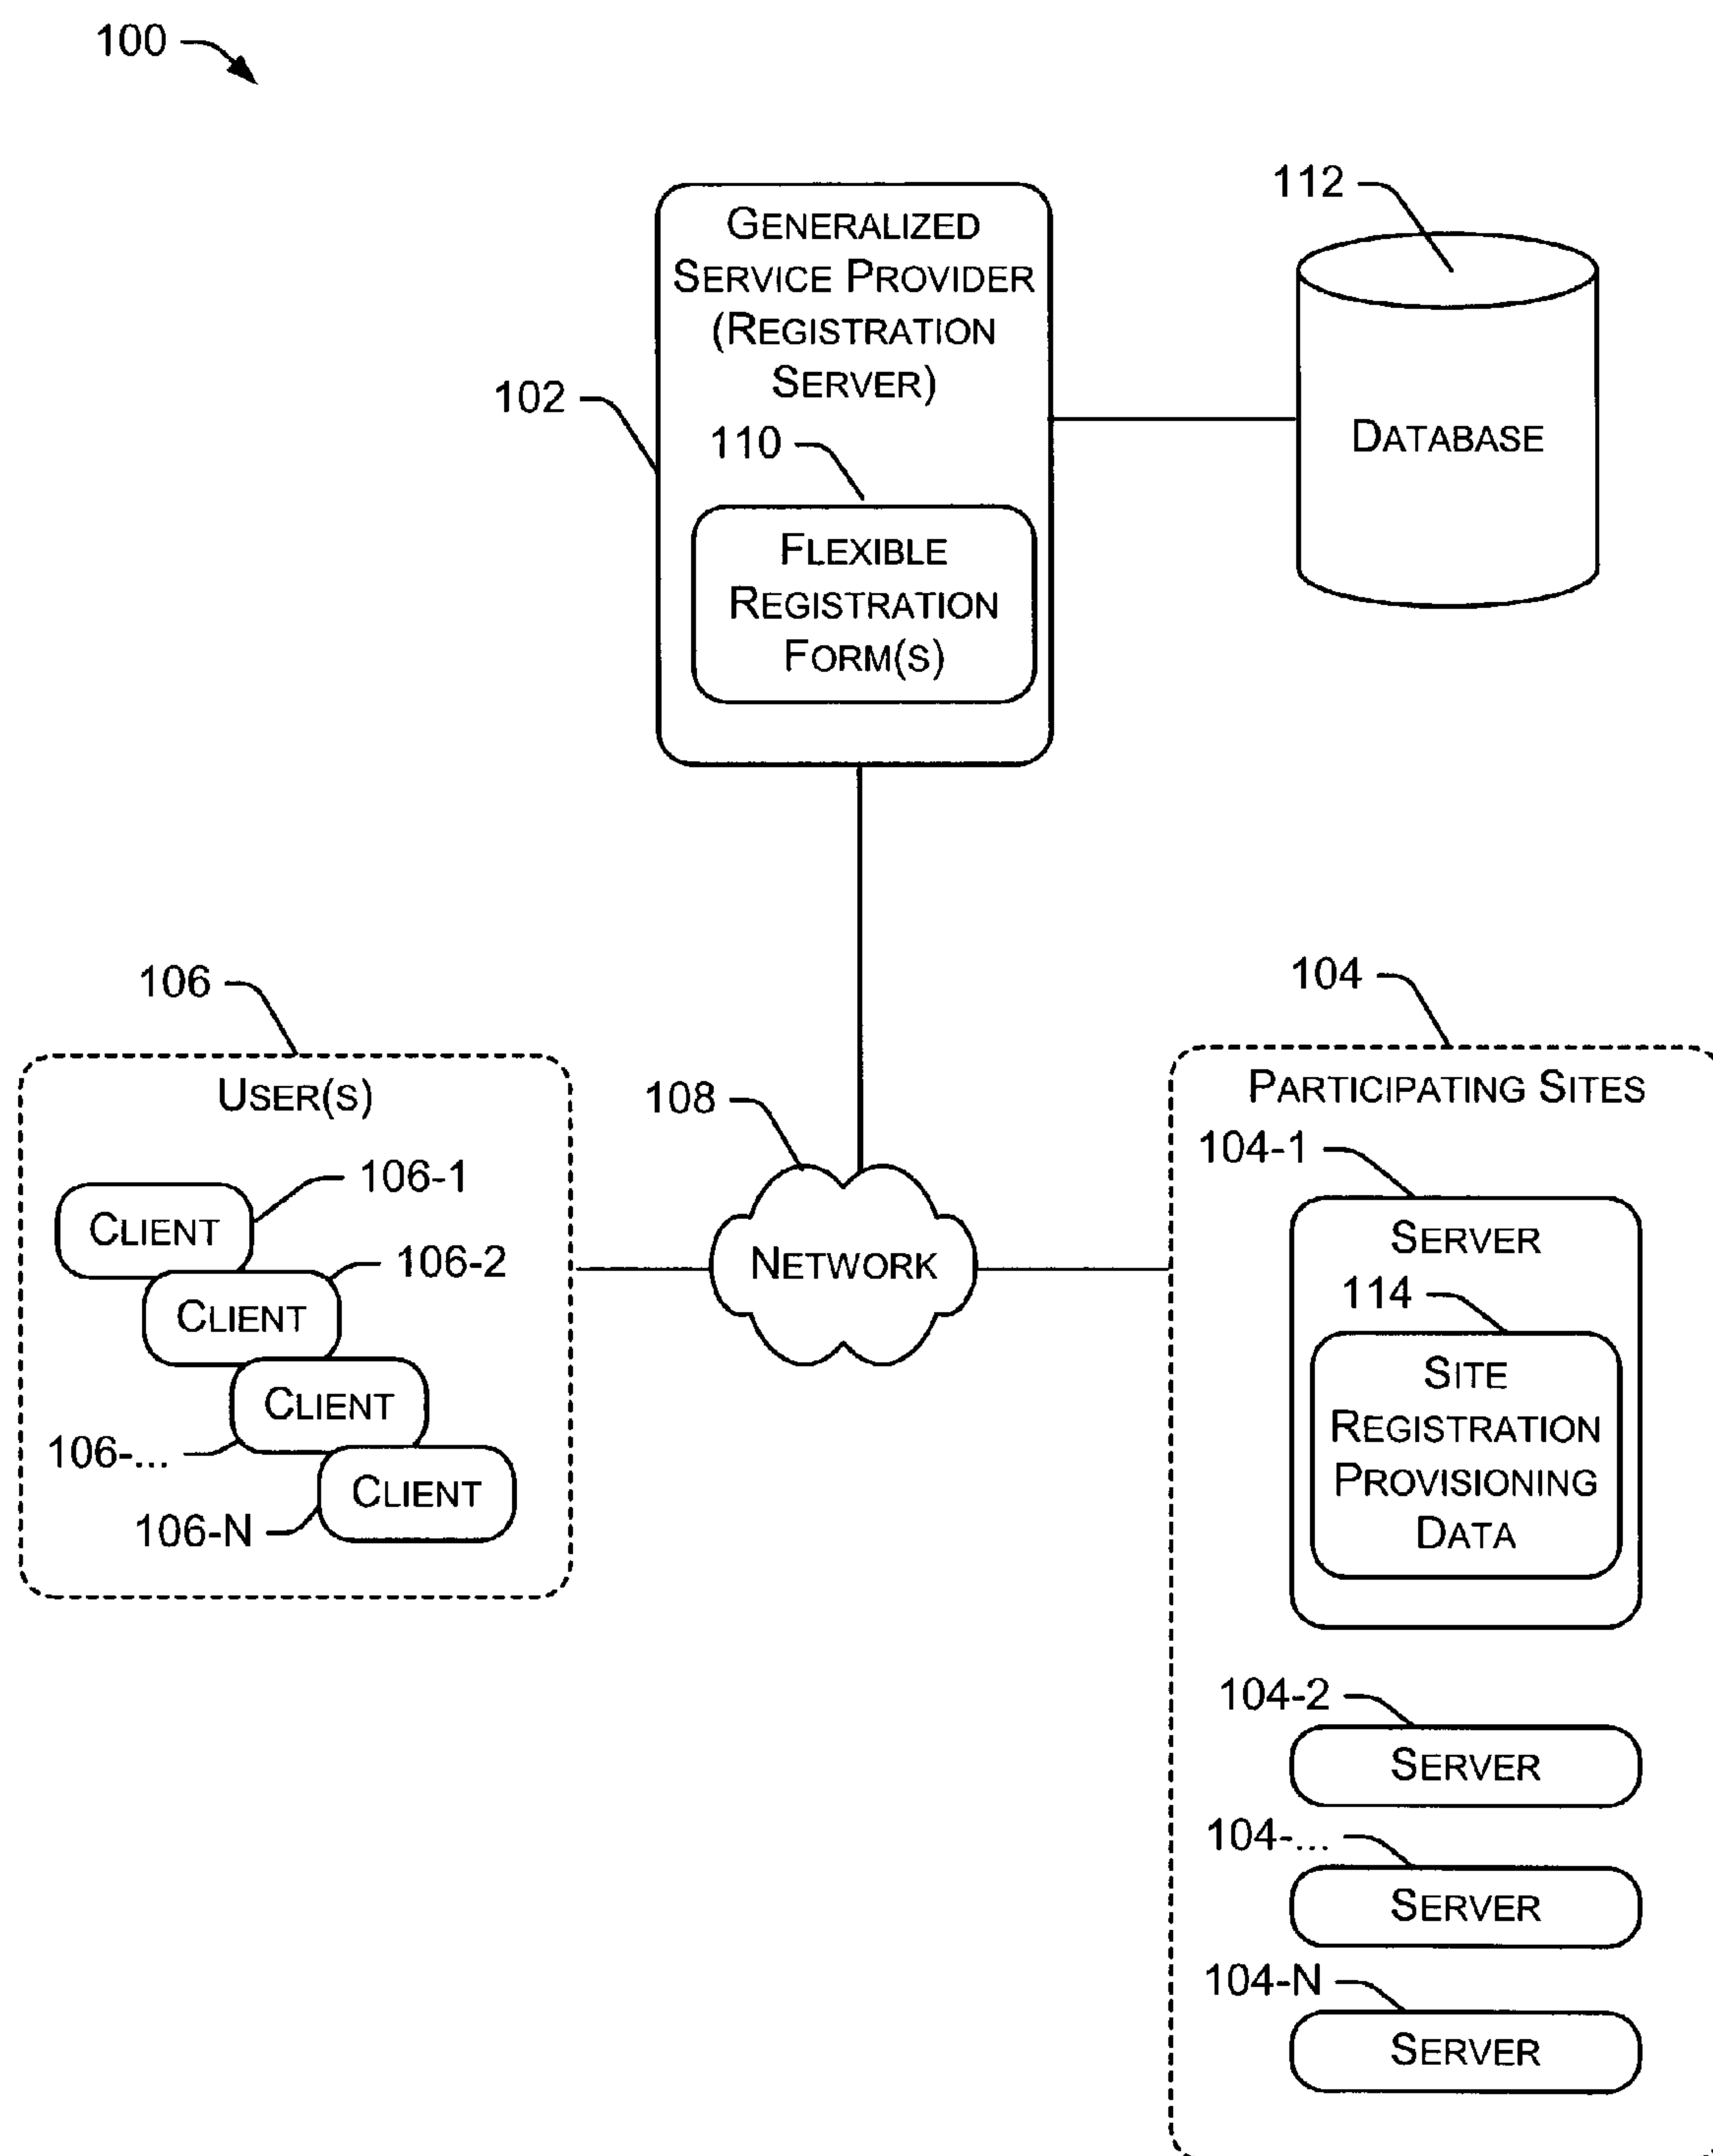 100
112
GENERALIZED
SERVICE PROVIDER
(REGISTRATION
SERVER)
102
110
DATABASE
FLEXIBLE
REGISTRATION
FORM(S)
106
104
USER(S)
108
PARTICIPATING SITES
104-1
106-1
CLIENT
SERVER
106-2
NETWORK
114
CLIENT
SITE
REGISTRATION
PROVISIONING
DATA
CLIENT
106-...
CLIENT
106-N
104-2
SERVER
104-...
SERVER
104-N
SERVER